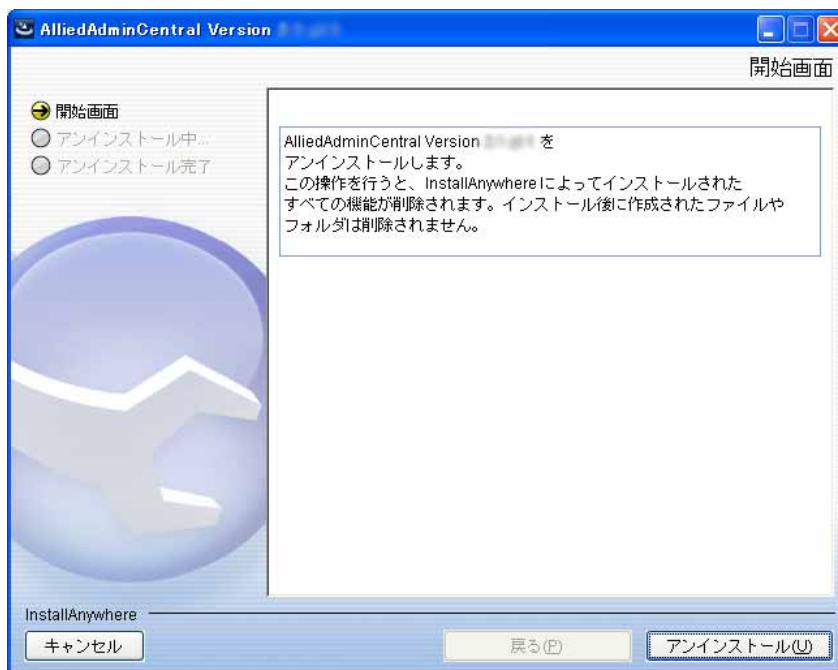 AlliedAdminCentral Version
開始画面
開始画面
アンインストール中...
アンインストール完了
AlliedAdminCentral Version を
アンインストールします。
この操作を行うと、InstallAnywhereによってインストールされた
すべての機能が削除されます。インストール後に作成されたファイルや
フォルダは削除されません。
InstallAnywhere
キャンセル
戻る(P)
アンインストール(U)